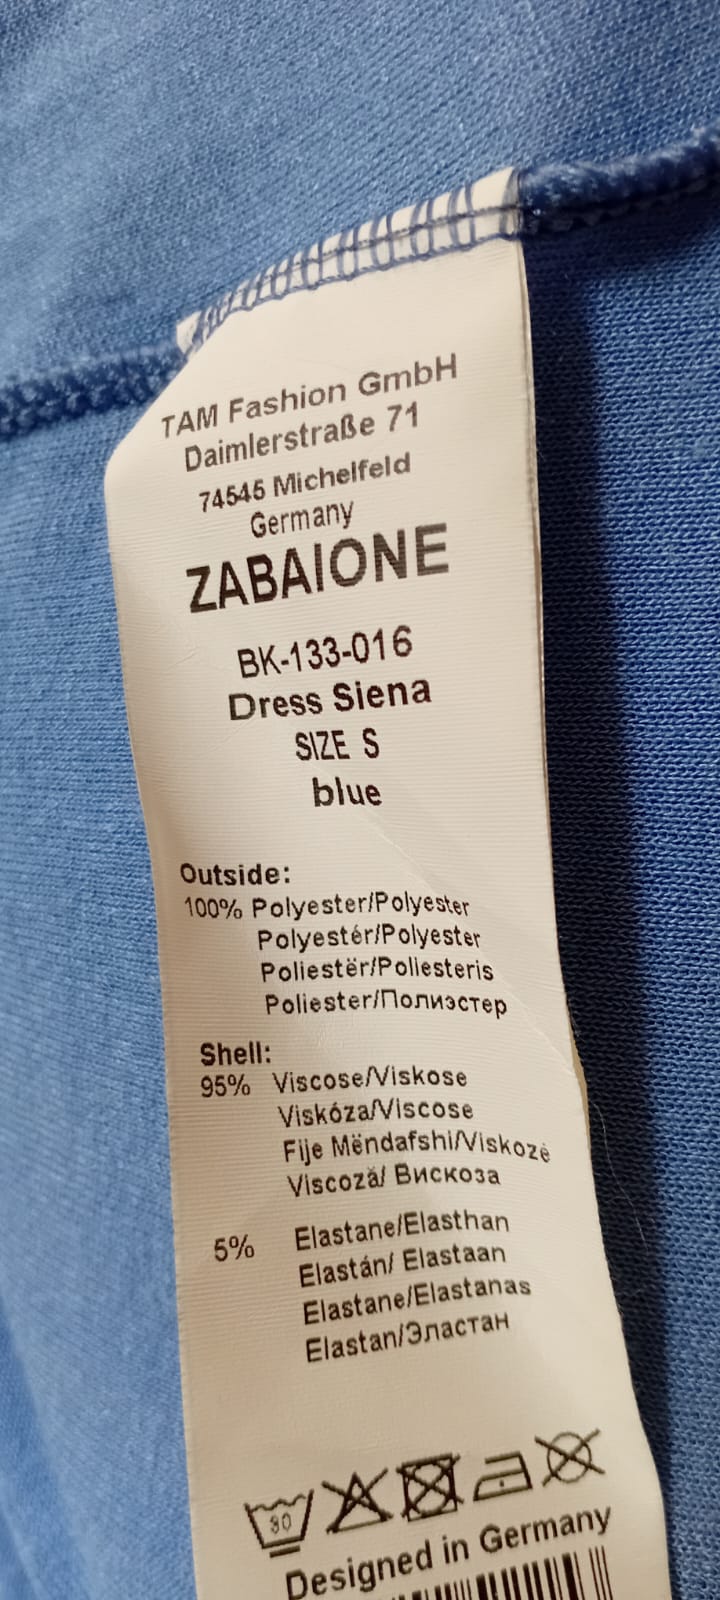 TAM Fashion GmbH
Daimlerstraße 71
74545 Michelfeld
Germany
ZABAIONE
BK-133-016
Dress Siena
SIZE S
blue
Outside:
100% Polyester/Polyester
Polyestér/Polyester
Poliestër/Poliesteris
Poliester/Полиэстер
Shell:
95% Viscose/Viskose
Viskóza/Viscose
Fije Mëndafshi/Viskozė
Viscoză/ Вискоза
5% Elastane/Elasthan
Elastán/ Elastaan
Elastane/Elastanas
Elastan/Эластан
30
Designed in Germany